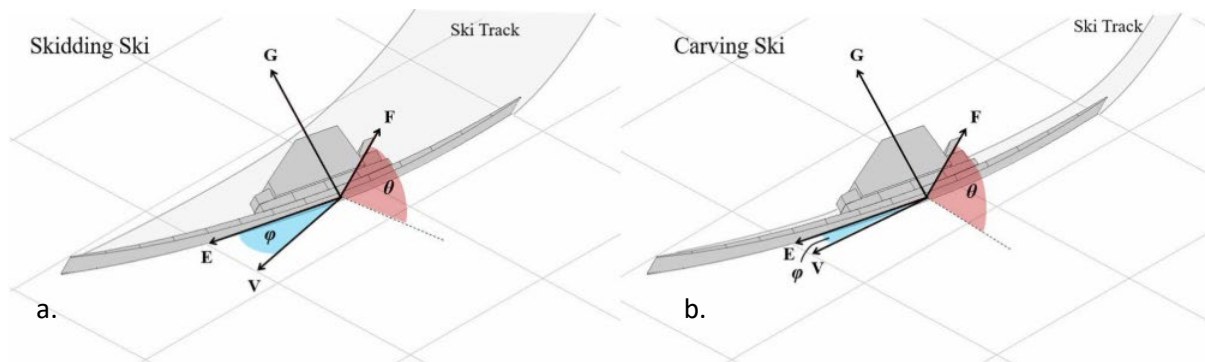 Skidding Ski
Ski Track
G
F
θ
φ
E
V
a.
Carving Ski
Ski Track
G
F
θ
E
φ
V
b.